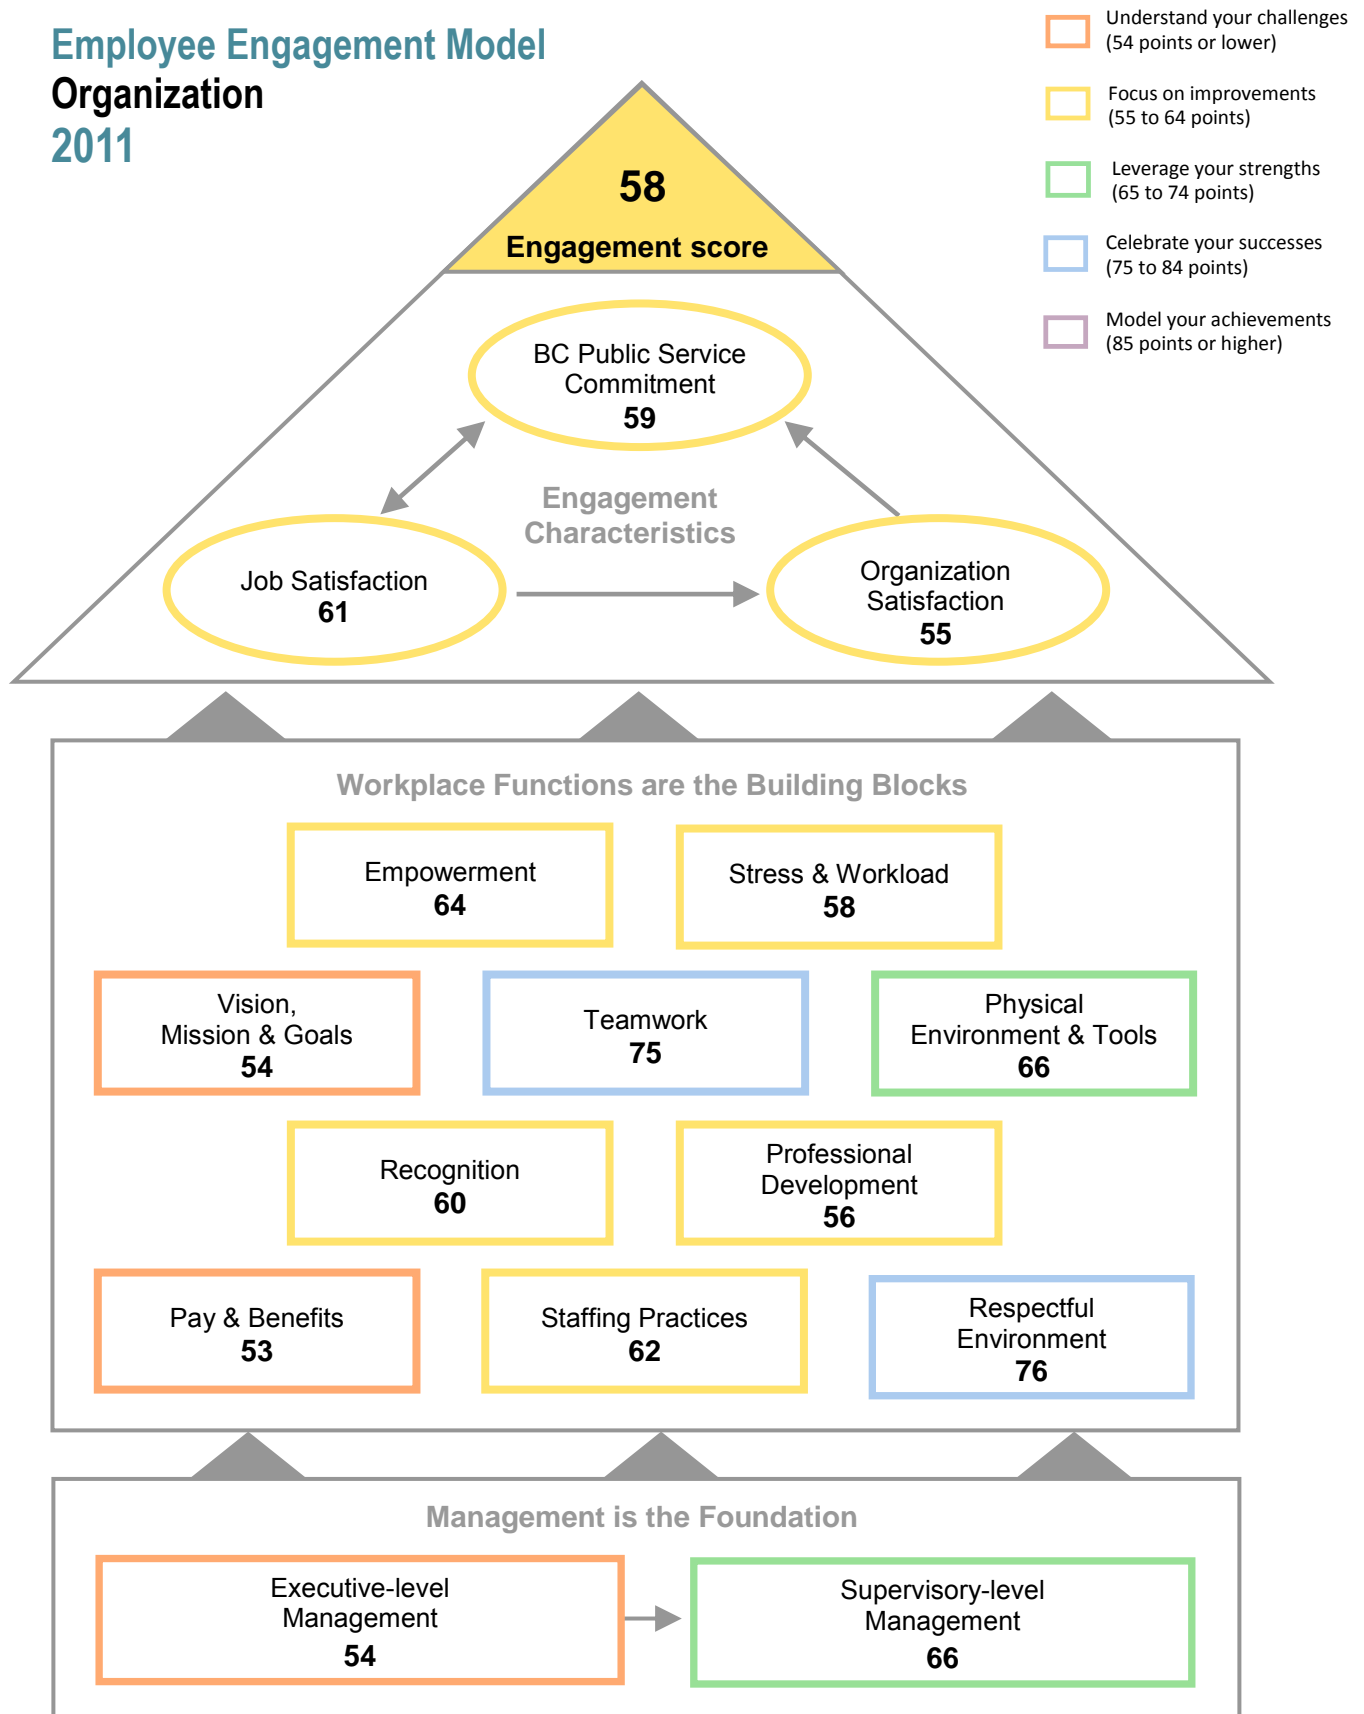 Employee Engagement Model
Organization
2011
Understand your challenges
(54 points or lower)
Focus on improvements
(55 to 64 points)
Leverage your strengths
(65 to 74 points)
Celebrate your successes
(75 to 84 points)
Model your achievements
(85 points or higher)
58
Engagement score
BC Public Service
Commitment
59
Engagement
Characteristics
Job Satisfaction
61
Organization
Satisfaction
55
Workplace Functions are the Building Blocks
Empowerment
64
Stress & Workload
58
Vision,
Mission & Goals
54
Teamwork
75
Physical
Environment & Tools
66
Recognition
60
Professional
Development
56
Pay & Benefits
53
Staffing Practices
62
Respectful
Environment
76
Management is the Foundation
Executive-level
Management
54
Supervisory-level
Management
66